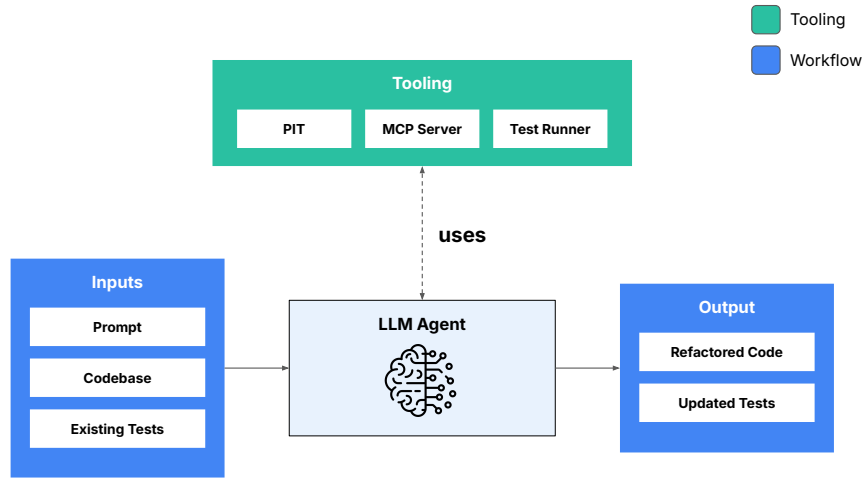 Tooling
Workflow
Tooling
PIT
MCP Server
Test Runner
uses
Inputs
Prompt
Codebase
Existing Tests
LLM Agent
Output
Refactored Code
Updated Tests